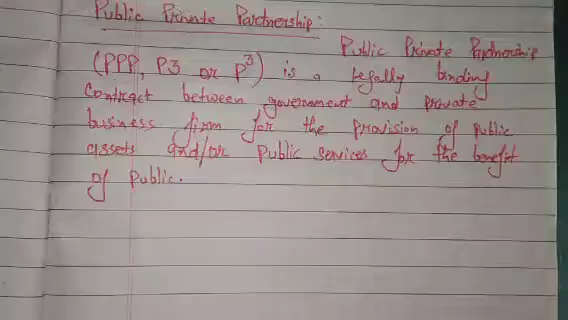 Public Private Partnership:
Public Private Partnership
(PPP, P3 or P³) is a legally binding
contract between government and private
business firm for the provision of public
assets and/or public services for the benefit
of public.